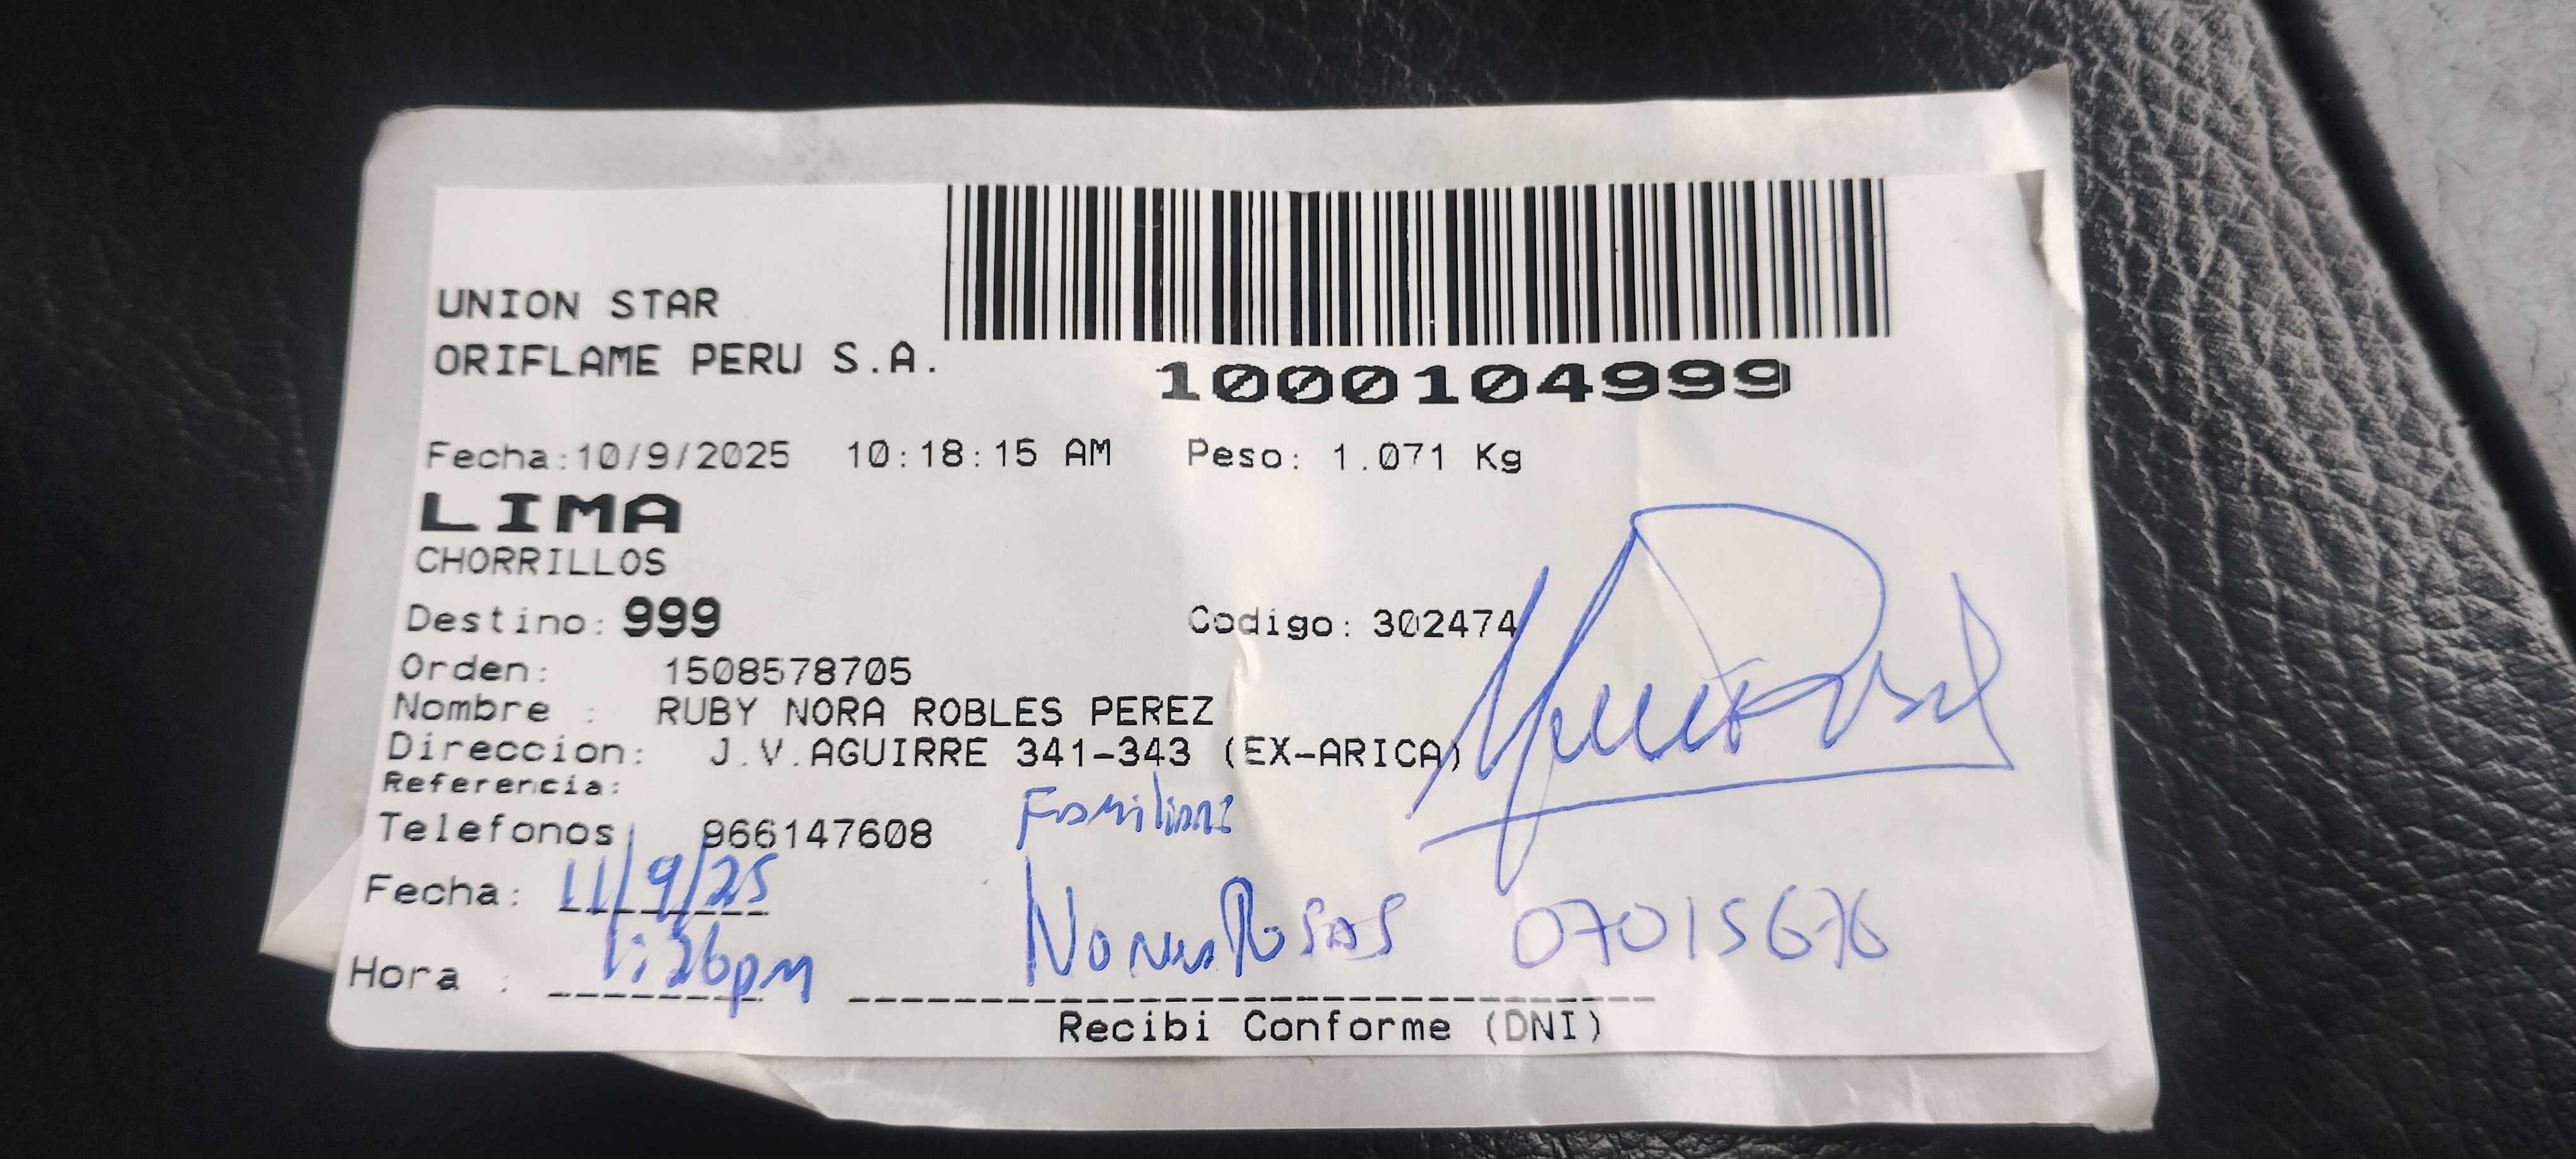 UNION STAR
ORIFLAME PERU S.A.
1000104999
Fecha:10/9/2025 10:18:15 AM Peso: 1.071 Kg
LIMA
CHORRILLOS
Destino: 999 Codigo: 302474
Orden: 1508578705
Nombre : RUBY NORA ROBLES PEREZ
Direccion: J.V.AGUIRRE 341-343 (EX-ARICA)
Referencia:
Telefonos 966147608
Fecha: 11/9/25
Rosas 07015676
Hora : 1:26pm
Recibi Conforme (DNI)